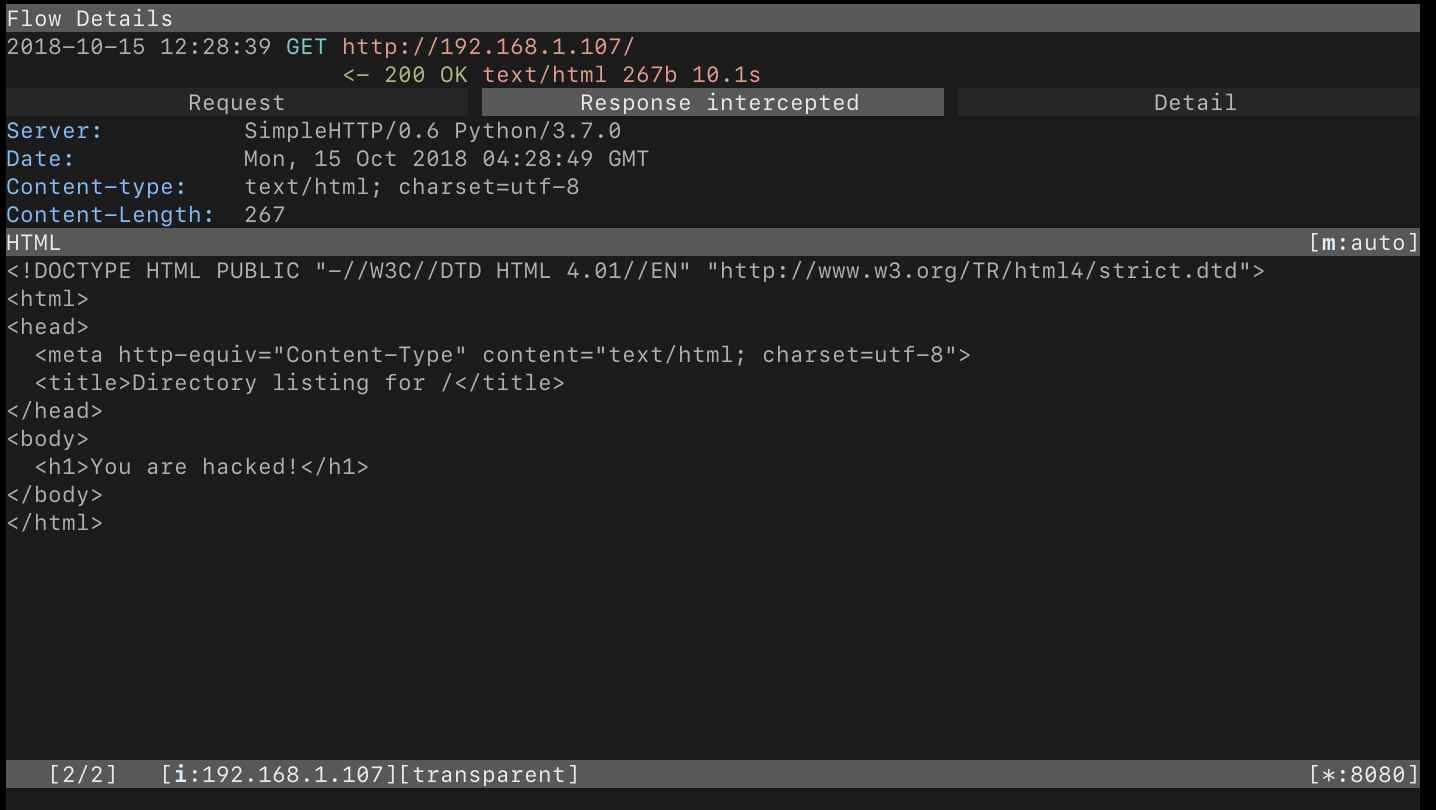 Flow Details
2018-10-15 12:28:39 GET http://192.168.1.107/
<- 200 OK text/html 267b 10.1s
Request Response intercepted Detail
Server: SimpleHTTP/0.6 Python/3.7.0
Date: Mon, 15 Oct 2018 04:28:49 GMT
Content-type: text/html; charset=utf-8
Content-Length: 267
HTML [m:auto]
<!DOCTYPE HTML PUBLIC "-//W3C//DTD HTML 4.01//EN" "http://www.w3.org/TR/html4/strict.dtd">
<html>
<head>
  <meta http-equiv="Content-Type" content="text/html; charset=utf-8">
  <title>Directory listing for /</title>
</head>
<body>
  <h1>You are hacked!</h1>
</body>
</html>
[2/2] [i:192.168.1.107][transparent] [*:8080]